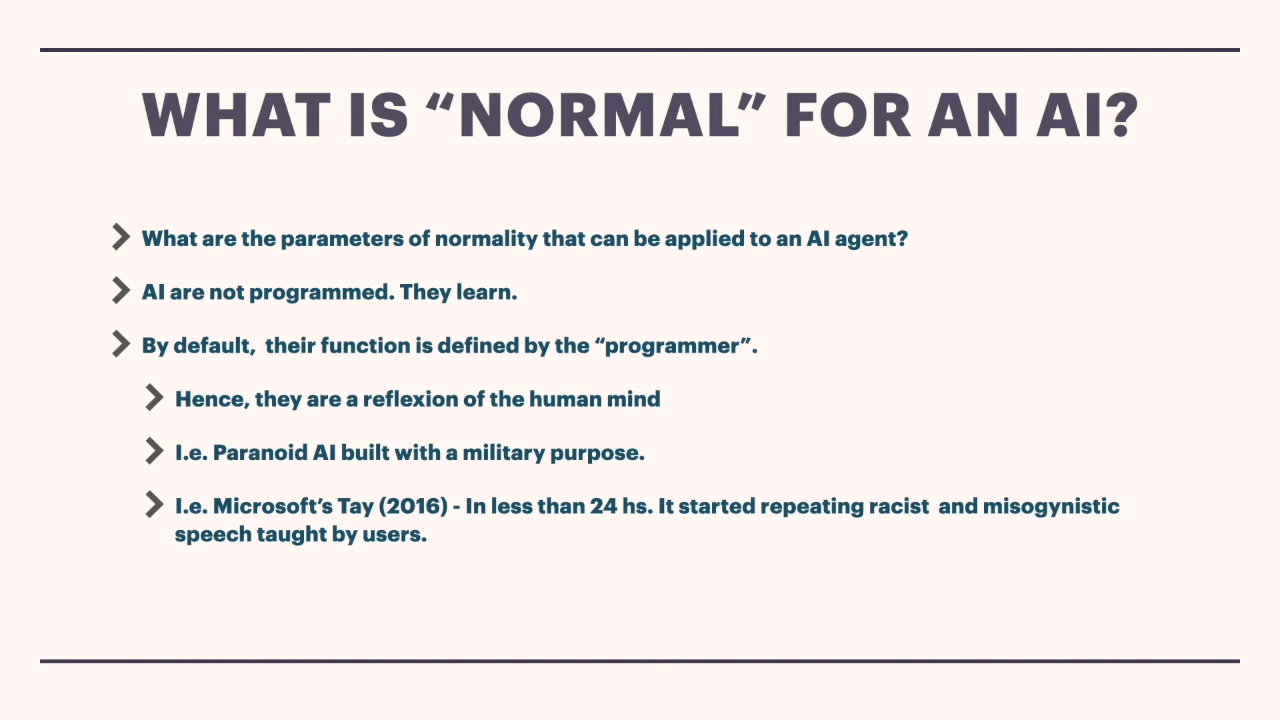 WHAT IS “NORMAL” FOR AN AI?
What are the parameters of normality that can be applied to an AI agent?
AI are not programmed. They learn.
By default,  their function is defined by the “programmer”.
Hence, they are a reflexion of the human mind
I.e. Paranoid AI built with a military purpose.
I.e. Microsoft’s Tay (2016) - In less than 24 hs. It started repeating racist  and misogynistic
speech taught by users.